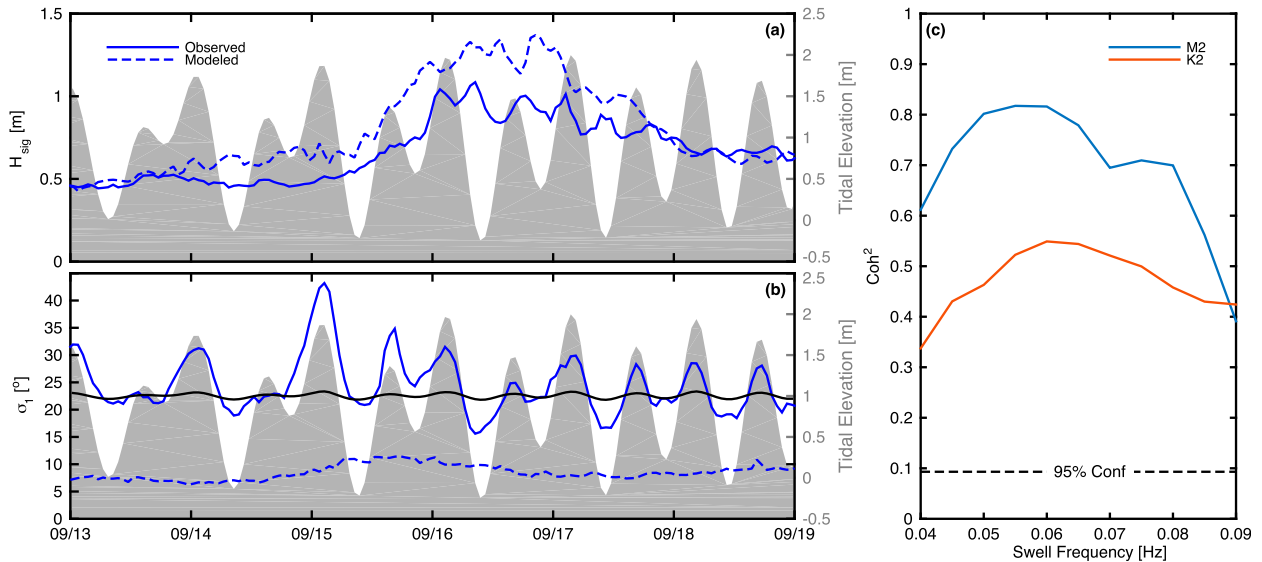 (a)
Observed
Modeled
H_sig [m]
1.5
1
0.5
0
2.5
2
1.5
1
0.5
0
-0.5
Tidal Elevation [m]
(b)
σ₁ [º]
40
35
30
25
20
15
10
5
0
2.5
2
1.5
1
0.5
0
-0.5
Tidal Elevation [m]
09/13 09/14 09/15 09/16 09/17 09/18 09/19
(c)
M2
K2
Coh²
1
0.9
0.8
0.7
0.6
0.5
0.4
0.3
0.2
0.1
0
95% Conf
0.04 0.05 0.06 0.07 0.08 0.09
Swell Frequency [Hz]